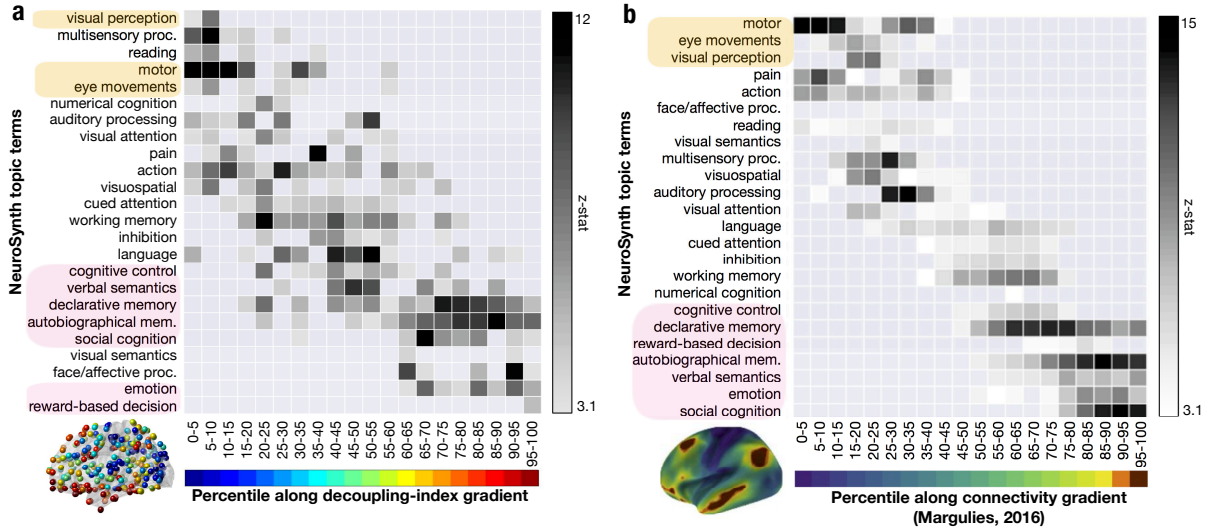 a
NeuroSynth topic terms
visual perception
multisensory proc.
reading
motor
eye movements
numerical cognition
auditory processing
visual attention
pain
action
visuospatial
cued attention
working memory
inhibition
language
cognitive control
verbal semantics
declarative memory
autobiographical mem.
social cognition
visual semantics
face/affective proc.
emotion
reward-based decision
0-5
5-10
10-15
15-20
20-25
25-30
30-35
35-40
40-45
45-50
50-55
55-60
60-65
65-70
70-75
75-80
80-85
85-90
90-95
95-100
Percentile along decoupling-index gradient
12
z-stat
3.1
b
NeuroSynth topic terms
motor
eye movements
visual perception
pain
action
face/affective proc.
reading
visual semantics
multisensory proc.
visuospatial
auditory processing
visual attention
language
cued attention
inhibition
working memory
numerical cognition
cognitive control
declarative memory
reward-based decision
autobiographical mem.
verbal semantics
emotion
social cognition
0-5
5-10
10-15
15-20
20-25
25-30
30-35
35-40
40-45
45-50
50-55
55-60
60-65
65-70
70-75
75-80
80-85
85-90
90-95
95-100
Percentile along connectivity gradient
(Margulies, 2016)
15
z-stat
3.1